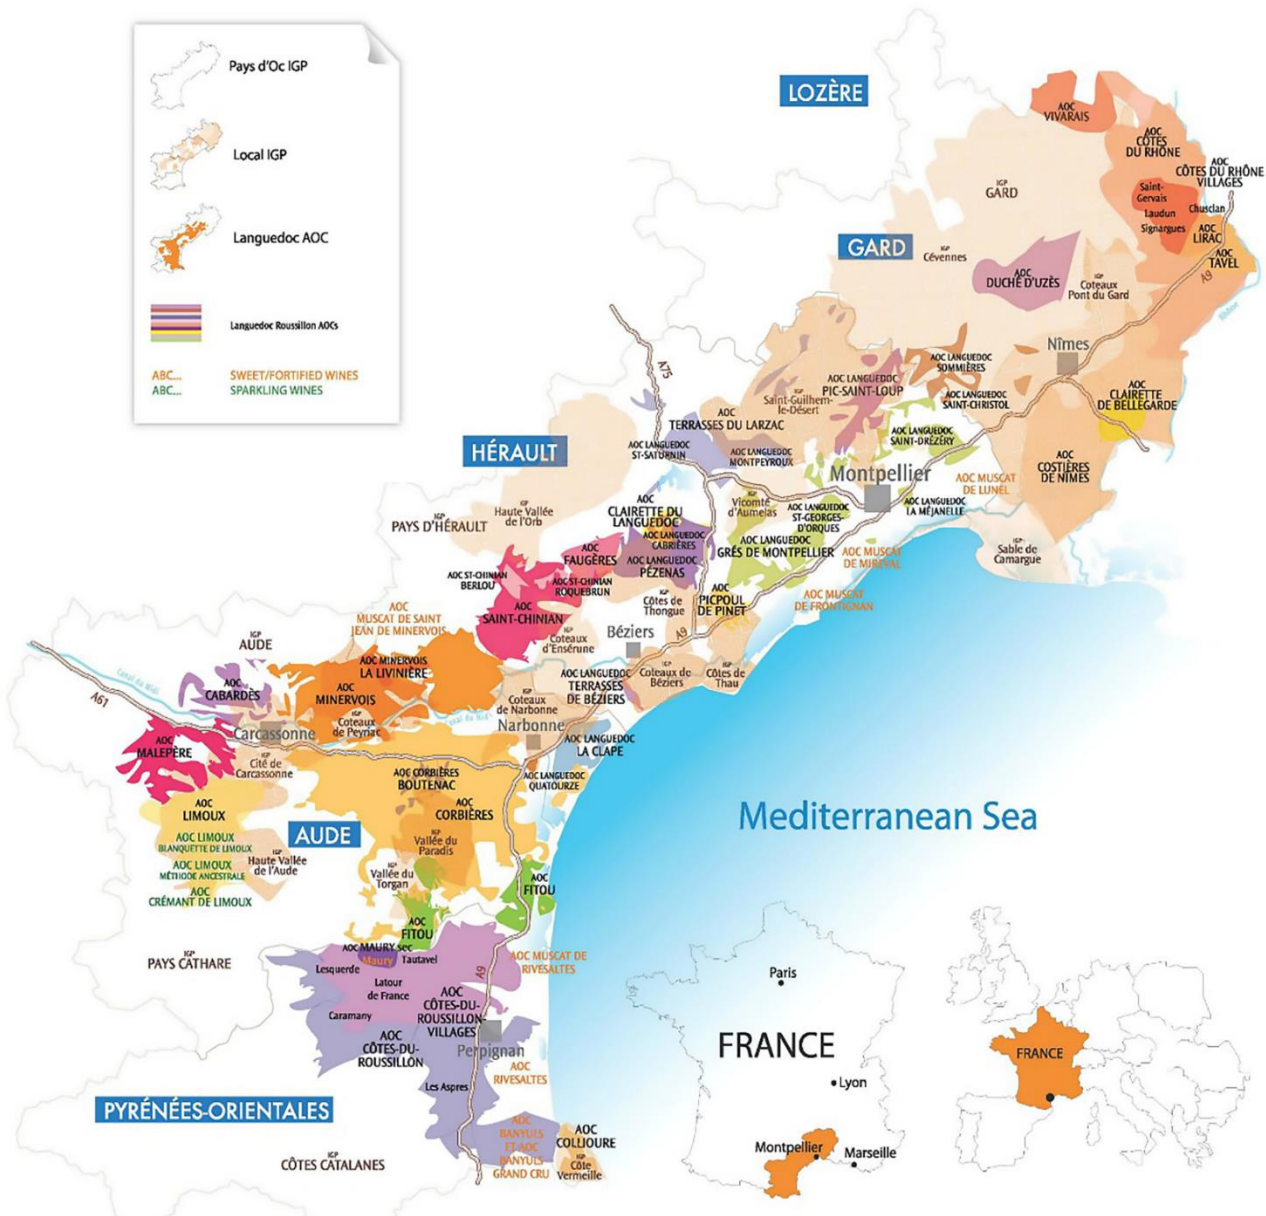 Pays d'Oc IGP
Local IGP
Languedoc AOC
Languedoc Roussillon AOCs
ABC... SWEET/FORTIFIED WINES
ABC... SPARKLING WINES
LOZÈRE
AOC
VIVARAIS
AOC
CÔTES
DU RHÔNE
AOC
CÔTES DU RHÔNE
VILLAGES
Saint-
Gervais
Laudun
Chusclan
Signargues
AOC
LIRAC
AOC
TAVEL
A9
Rhône
IGP
GARD
GARD
IGP
Cévennes
AOC
DUCHÉ D'UZÈS
IGP
Coteaux
Pont du Gard
Nîmes
AOC LANGUEDOC
SOMMIÈRES
AOC LANGUEDOC
PIC-SAINT-LOUP
AOC LANGUEDOC
SAINT-CHRISTOL
AOC
CLAIRETTE
DE BELLEGARDE
A75
IGP
Saint-Guilhem-
le-Désert
AOC
TERRASSES DU LARZAC
AOC LANGUEDOC
SAINT-DRÉZÉRY
HÉRAULT
AOC LANGUEDOC
ST-SATURNIN
AOC LANGUEDOC
MONTPEYROUX
Montpellier
AOC
COSTIÈRES
DE NÎMES
AOC MUSCAT
DE LUNEL
IGP
PAYS D'HÉRAULT
IGP
Haute Vallée
de l'Orb
AOC
CLAIRETTE DU
LANGUEDOC
IGP
Vicomté
d'Aumelas
AOC LANGUEDOC
ST-GEORGES-
D'ORQUES
AOC LANGUEDOC
LA MÉJANELLE
AOC LANGUEDOC
CABRIÈRES
AOC LANGUEDOC
GRÉS DE MONTPELLIER
AOC MUSCAT
DE MIREVAL
IGP
Sable de
Camargue
AOC
FAUGÈRES
AOC LANGUEDOC
PÉZENAS
AOC ST-CHINIAN
BERLOU
AOC ST-CHINIAN
ROQUEBRUN
AOC
SAINT-CHINIAN
IGP
Côtes de
Thongue
AOC
PICPOUL
DE PINET
AOC MUSCAT
DE FRONTIGNAN
AOC
MUSCAT DE SAINT
JEAN DE MINERVOIS
IGP
Coteaux
d'Ensérune
Béziers
A9
IGP
AUDE
AOC MINERVOIS
LA LIVINIÈRE
AOC LANGUEDOC
TERRASSES
DE BÉZIERS
IGP
Coteaux de
Béziers
IGP
Côtes de
Thau
Canal du Midi
A61
AOC
CABARDÈS
AOC
MINERVOIS
IGP
Coteaux
de Peyriac
Canal du Midi
IGP
Coteaux
de Narbonne
Narbonne
Carcassonne
AOC
MALEPÈRE
IGP
Cité de
Carcassonne
AOC LANGUEDOC
LA CLAPE
AOC LANGUEDOC
QUATOURZE
AOC CORBIÈRES
BOUTENAC
AOC
CORBIÈRES
AOC
LIMOUX
AUDE
AOC LIMOUX
BLANQUETTE DE LIMOUX
AOC LIMOUX
MÉTHODE ANCESTRALE
AOC
CRÉMANT DE LIMOUX
IGP
Haute Vallée
de l'Aude
IGP
Vallée du
Paradis
IGP
Vallée du
Torgan
AOC
FITOU
AOC
FITOU
Mediterranean Sea
IGP
PAYS CATHARE
AOC MAURY sec
Maury
Tautavel
Lesquerde
Latour
de France
Caramany
A9
AOC MUSCAT DE
RIVESALTES
AOC
CÔTES-DU-
ROUSSILLON-
VILLAGES
AOC
CÔTES-DU-
ROUSSILLON
Perpignan
AOC
RIVESALTES
Les Aspres
PYRÉNÉES-ORIENTALES
AOC
BANYULS
ET AOC
BANYULS
GRAND CRU
AOC
COLLIOURE
IGP
Côte
Vermeille
IGP
CÔTES CATALANES
Paris
FRANCE
Lyon
Montpellier
Marseille
FRANCE